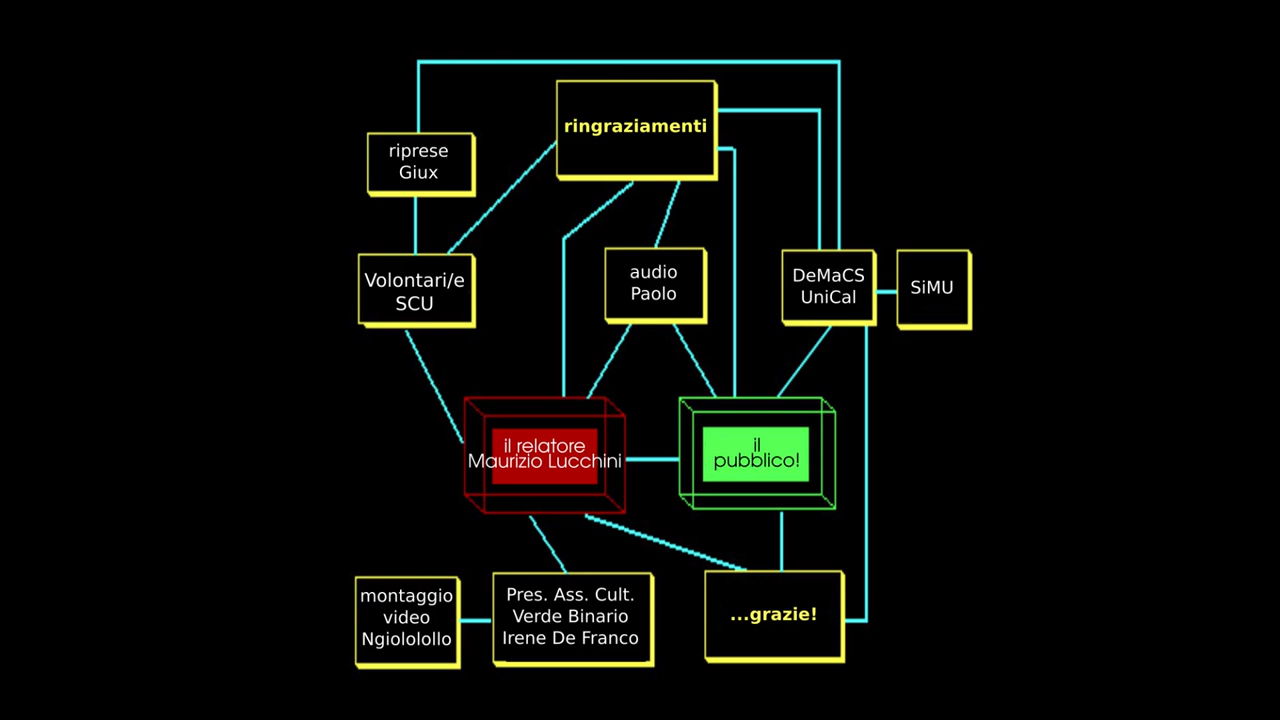 ringraziamenti
riprese
Giux
Volontari/e
SCU
audio
Paolo
DeMaCS
UniCal
SiMU
il relatore
Maurizio Lucchini
il
pubblico!
montaggio
video
Ngiolololl​o
Pres. Ass. Cult.
Verde Binario
Irene De Franco
...grazie!